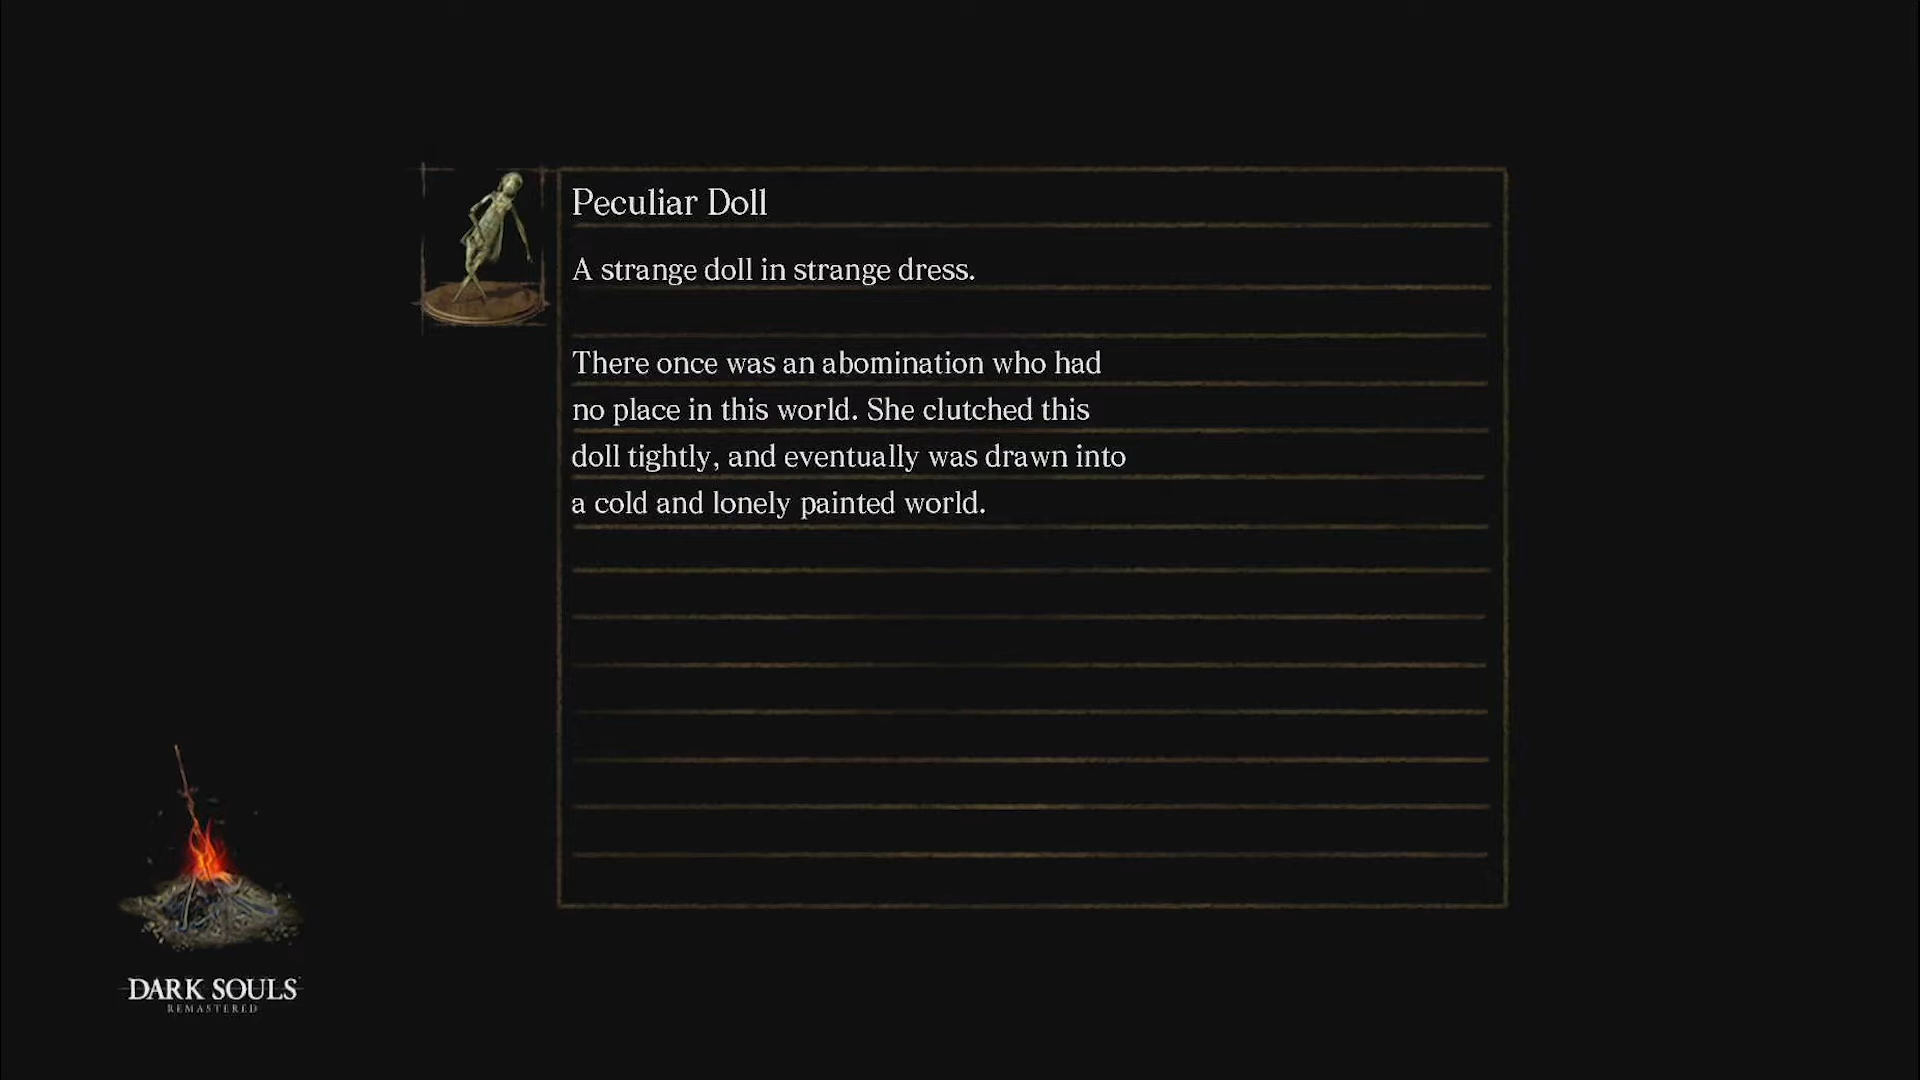 Peculiar Doll
A strange doll in strange dress.
There once was an abomination who had
no place in this world. She clutched this
doll tightly, and eventually was drawn into
a cold and lonely painted world.
DARK SOULS
REMASTERED